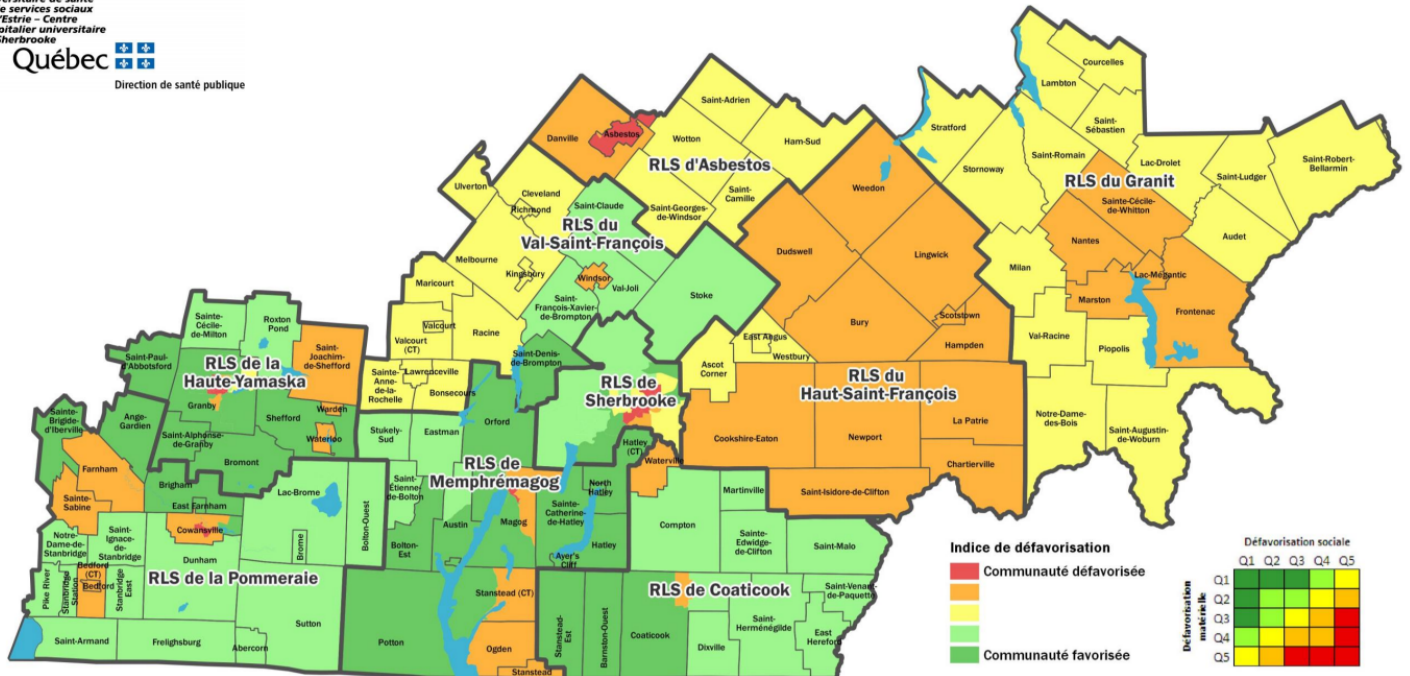 de services sociaux
l'Estrie – Centre
hospitalier universitaire
Sherbrooke
Québec
Direction de santé publique
Courcelles
Lambton
Saint-Adrien
Saint-
Sébastien
Stratford
Danville
Asbestos
Wotton
Ham-Sud
Saint-Romain
Lac-Drolet
Saint-Robert-
Bellarmin
RLS d'Asbestos
Stornoway
RLS du Granit
Saint-Ludger
Ulverton
Cleveland
Saint-
Camille
Weedon
Sainte-Cécile-
de-Whitton
Richmond
Saint-Claude
Saint-Georges-
de-Windsor
RLS du
Val-Saint-François
Audet
Nantes
Dudswell
Lingwick
Melbourne
Kingsbury
Windsor
Val-Joli
Milan
Lac-Mégantic
Maricourt
Stoke
Marston
Frontenac
Saint-
François-Xavier-
de-Brompton
Sainte-
Cécile-
de-Milton
Roxton
Pond
Valcourt
Racine
Bury
Scotstown
Val-Racine
Valcourt
(CT)
East Angus
Westbury
Hampden
Piopolis
Saint-
Joachim-
de-Shefford
Saint-Paul-
d'Abbotsford
RLS de la
Haute-Yamaska
Saint-Denis-
de-Brompton
Ascot
Corner
Sainte-
Anne-
de-la-
Rochelle
Lawrenceville
Bonsecours
RLS de
Sherbrooke
RLS du
Haut-Saint-François
Granby
Warden
Sainte-
Brigide-
d'Iberville
Ange-
Gardien
Shefford
Orford
Notre-Dame-
des-Bois
La Patrie
Saint-Alphonse-
de-Granby
Waterloo
Stukely-
Sud
Eastman
Cookshire-Eaton
Newport
Saint-Augustin-
de-Woburn
Hatley
(CT)
Farnham
Bromont
RLS de
Memphrémagog
Waterville
Chartierville
Brigham
Saint-
Étienne-
de-Bolton
North
Hatley
Sainte-
Sabine
Lac-Brome
Martinville
Saint-Isidore-de-Clifton
East Farnham
Bolton-Ouest
Sainte-
Catherine-
de-Hatley
Cowansville
Austin
Magog
Compton
Notre-
Dame-de-
Stanbridge
Saint-
Ignace-
de-
Stanbridge
Brome
Bolton-
Est
Hatley
Sainte-
Edwidge-
de-Clifton
Saint-Malo
Dunham
Ayer's
Cliff
Bedford
(CT)
Bedford
RLS de la Pommeraie
Pike River
Stanbridge
Station
Stanbridge
East
Stanstead (CT)
RLS de Coaticook
Saint-Venant-
de-Paquette
Sutton
Saint-
Herménégilde
Saint-Armand
Frelighsburg
Abercorn
Potton
Ogden
Stanstead
Stanstead-
Est
Barnston-Ouest
Coaticook
Dixville
East
Hereford
Indice de défavorisation
Communauté défavorisée
Communauté favorisée
Défavorisation sociale
Q1 Q2 Q3 Q4 Q5
Défavorisation
matérielle
Q1
Q2
Q3
Q4
Q5